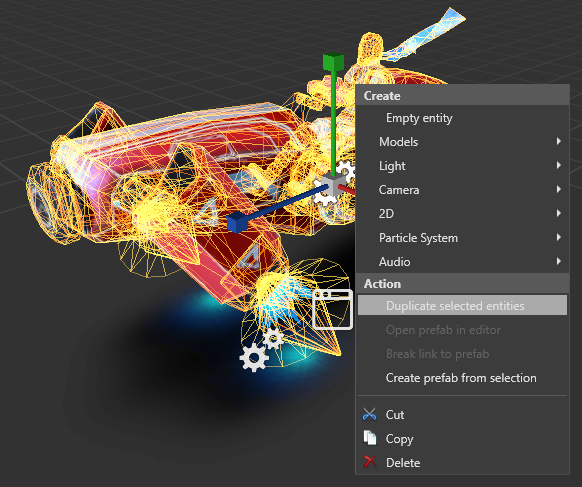 Create
Empty entity
Models
Light
Camera
2D
Particle System
Audio
Action
Duplicate selected entities
Open prefab in editor
Break link to prefab
Create prefab from selection
Cut
Copy
Delete